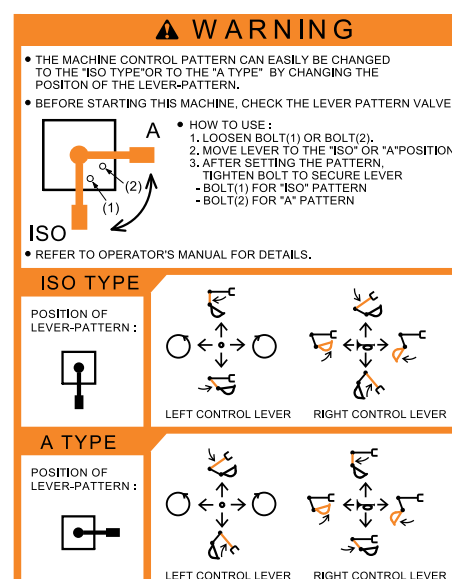 WARNING
• THE MACHINE CONTROL PATTERN CAN EASILY BE CHANGED
TO THE "ISO TYPE"OR TO THE "A TYPE" BY CHANGING THE
POSITON OF THE LEVER-PATTERN.
• BEFORE STARTING THIS MACHINE, CHECK THE LEVER PATTERN VALVE
A
(2)
(1)
ISO
• HOW TO USE :
1. LOOSEN BOLT(1) OR BOLT(2).
2. MOVE LEVER TO THE "ISO" OR "A"POSITION
3. AFTER SETTING THE PATTERN,
TIGHTEN BOLT TO SECURE LEVER
- BOLT(1) FOR "ISO" PATTERN
- BOLT(2) FOR "A" PATTERN
• REFER TO OPERATOR'S MANUAL FOR DETAILS.
ISO TYPE
POSITION OF
LEVER-PATTERN :
LEFT CONTROL LEVER
RIGHT CONTROL LEVER
A TYPE
POSITION OF
LEVER-PATTERN :
LEFT CONTROL LEVER
RIGHT CONTROL LEVER